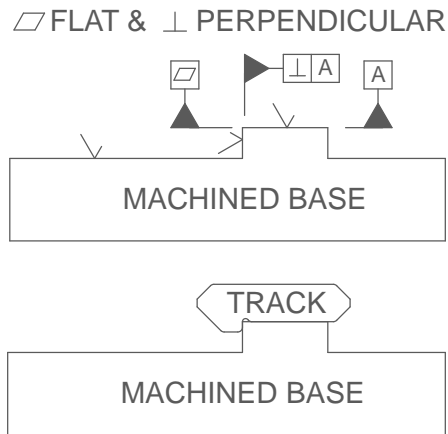 ⏥ FLAT & ⊥ PERPENDICULAR
⏥
⊥ A
A
MACHINED BASE
TRACK
MACHINED BASE